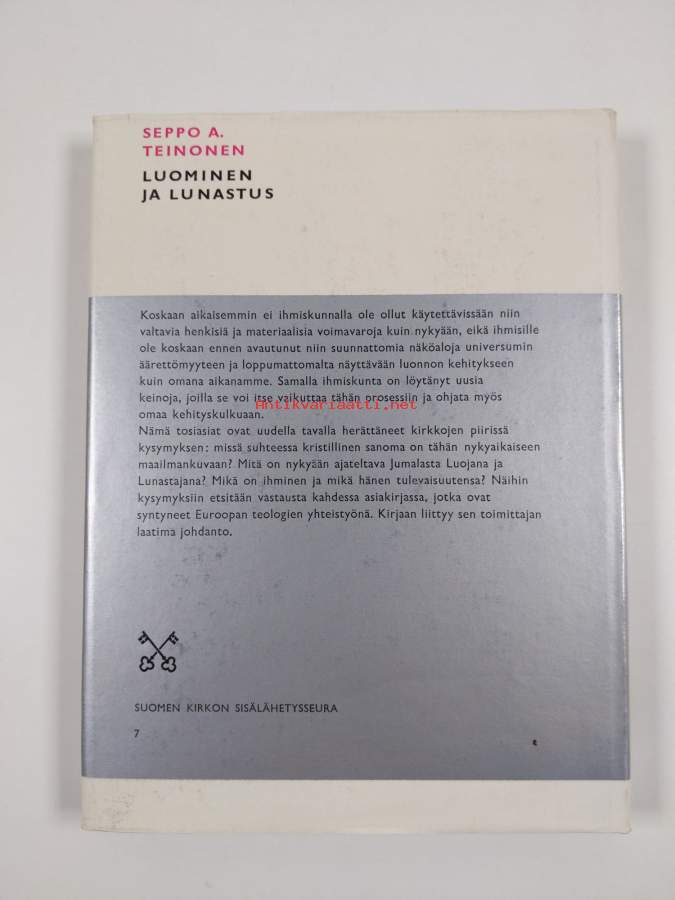 SEPPO A.
TEINONEN
LUOMINEN
JA LUNASTUS
Koskaan aikaisemmin ei ihmiskunnalla ole ollut käytettävissään niin
valtavia henkisiä ja materiaalisia voimavaroja kuin nykyään, eikä ihmisille
ole koskaan ennen avautunut niin suunnattomia näköaloja universumin
äärettömyyteen ja loppumattomalta näyttävään luonnon kehitykseen
kuin omana aikanamme. Samalla ihmiskunta on löytänyt uusia
keinoja, joilla se voi itse vaikuttaa tähän prosessiin ja ohjata myös
Antikvariaatti.net
omaa kehityskulkuaan.
Nämä tosiasiat ovat uudella tavalla herättäneet kirkkojen piirissä
kysymyksen: missä suhteessa kristillinen sanoma on tähän nykyaikaiseen
maailmankuvaan? Mitä on nykyään ajateltava Jumalasta Luojana ja
Lunastajana? Mikä on ihminen ja mikä hänen tulevaisuutensa? Näihin
kysymyksiin etsitään vastausta kahdessa asiakirjassa, jotka ovat
syntyneet Euroopan teologien yhteistyönä. Kirjaan liittyy sen toimittajan
laatima johdanto.
SUOMEN KIRKON SISÄLÄHETYSSEURA
7